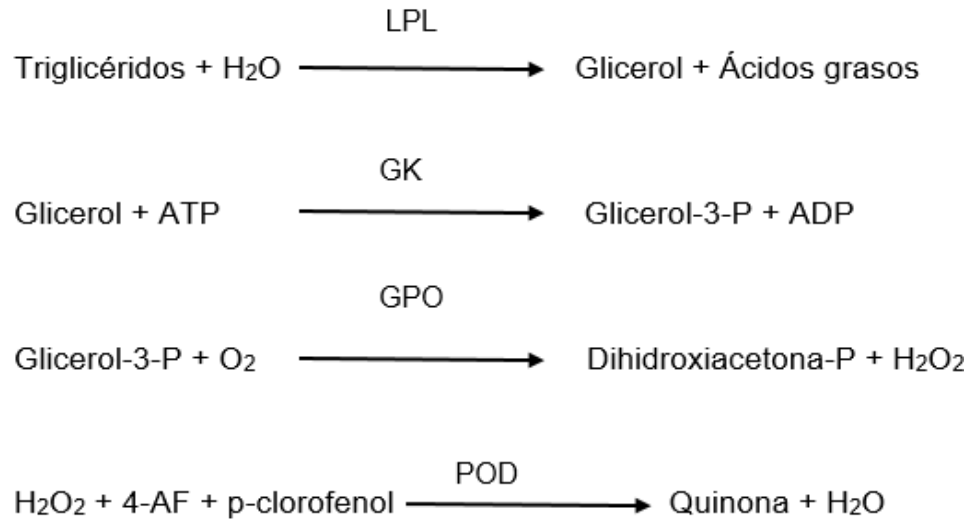 LPL
Triglicéridos + H₂O Glicerol + Ácidos grasos
GK
Glicerol + ATP Glicerol-3-P + ADP
GPO
Glicerol-3-P + O₂ Dihidroxiacetona-P + H₂O₂
POD
H₂O₂ + 4-AF + p-clorofenol Quinona + H₂O